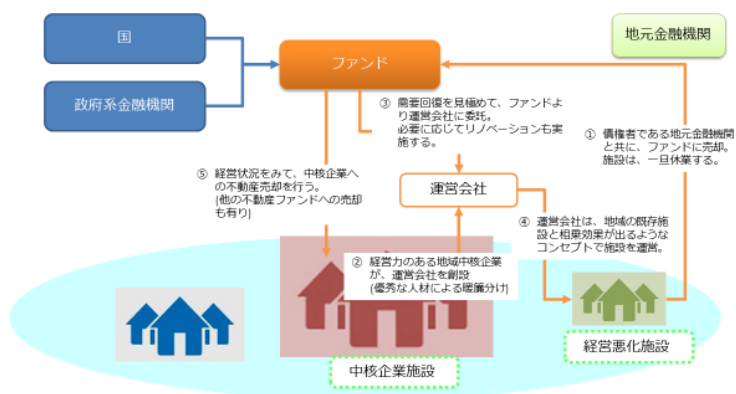 国
政府系金融機関
ファンド
地元金融機関
① 債権者である地元金融機関
と共に、ファンドに売却。
施設は、一旦休業する。
③ 需要回復を見極めて、ファンドよ
り運営会社に委託。
必要に応じてリノベーションも実
施する。
⑤ 経営状況をみて、中核企業へ
の不動産売却を行う。
(他の不動産ファンドへの売却
も有り)
運営会社
④ 運営会社は、地域の既存施
設と相乗効果が出るような
コンセプトで施設を運営。
② 経営力のある地域中核企業
が、運営会社を創設
(優秀な人材による暖簾分け)
経営悪化施設
中核企業施設